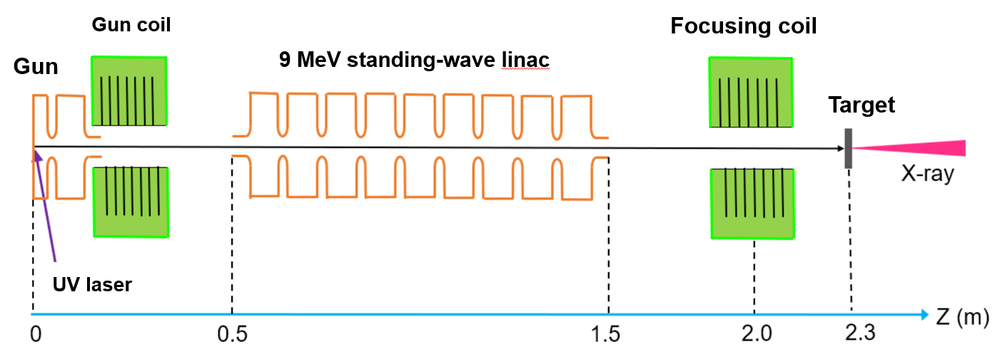 Gun coil
Focusing coil
Gun
9 MeV standing-wave linac
Target
X-ray
UV laser
Z (m)
0
0.5
1.5
2.0
2.3